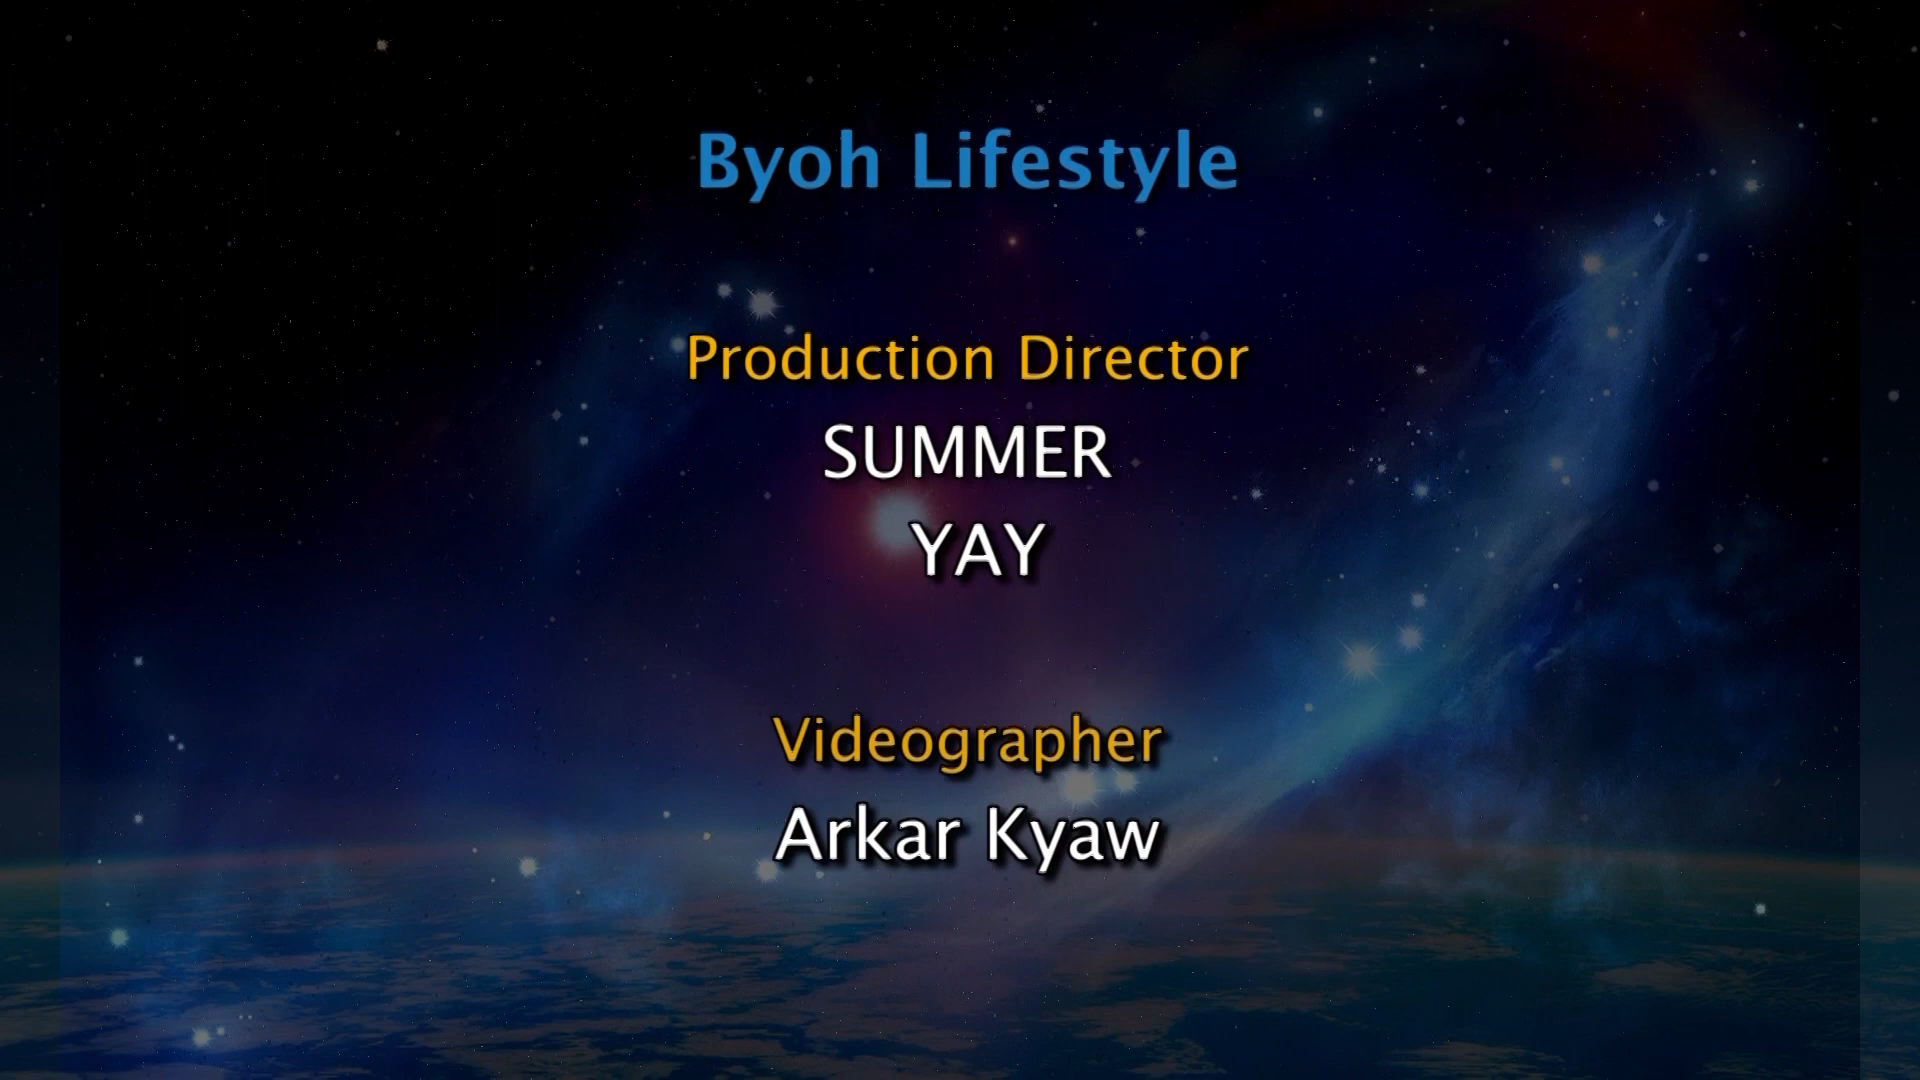 Byoh Lifestyle
Production Director
SUMMER
YAY
Videographer
Arkar Kyaw